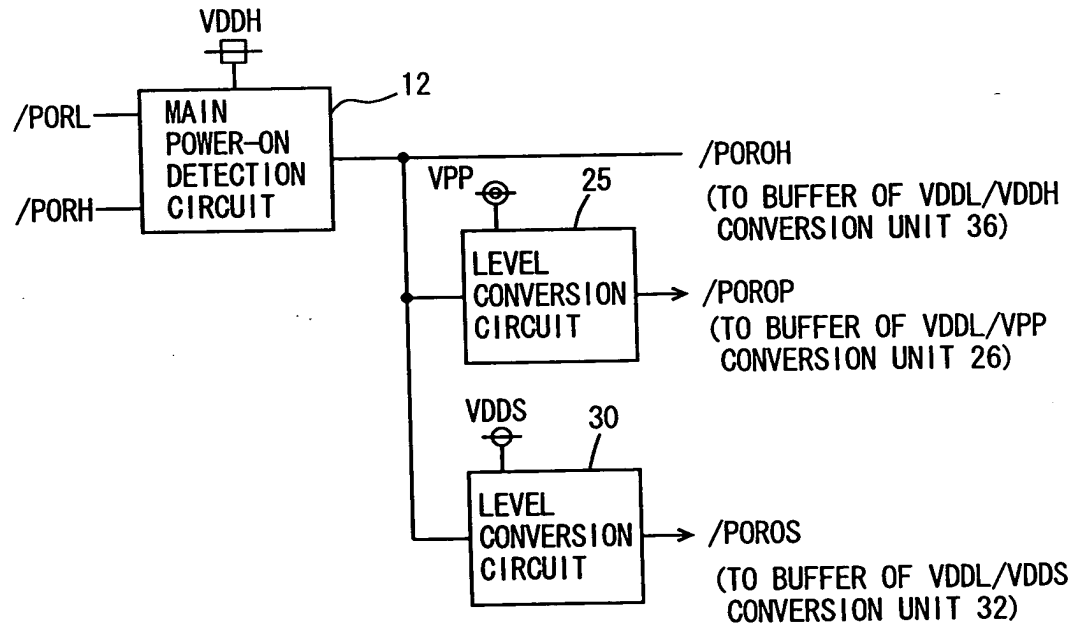 VDDH
12
/PORL
MAIN
POWER-ON
DETECTION
CIRCUIT
/PORH
/POROH
(TO BUFFER OF VDDL/VDDH
CONVERSION UNIT 36)
VPP
25
LEVEL
CONVERSION
CIRCUIT
/POROP
(TO BUFFER OF VDDL/VPP
CONVERSION UNIT 26)
VDDS
30
LEVEL
CONVERSION
CIRCUIT
/POROS
(TO BUFFER OF VDDL/VDDS
CONVERSION UNIT 32)